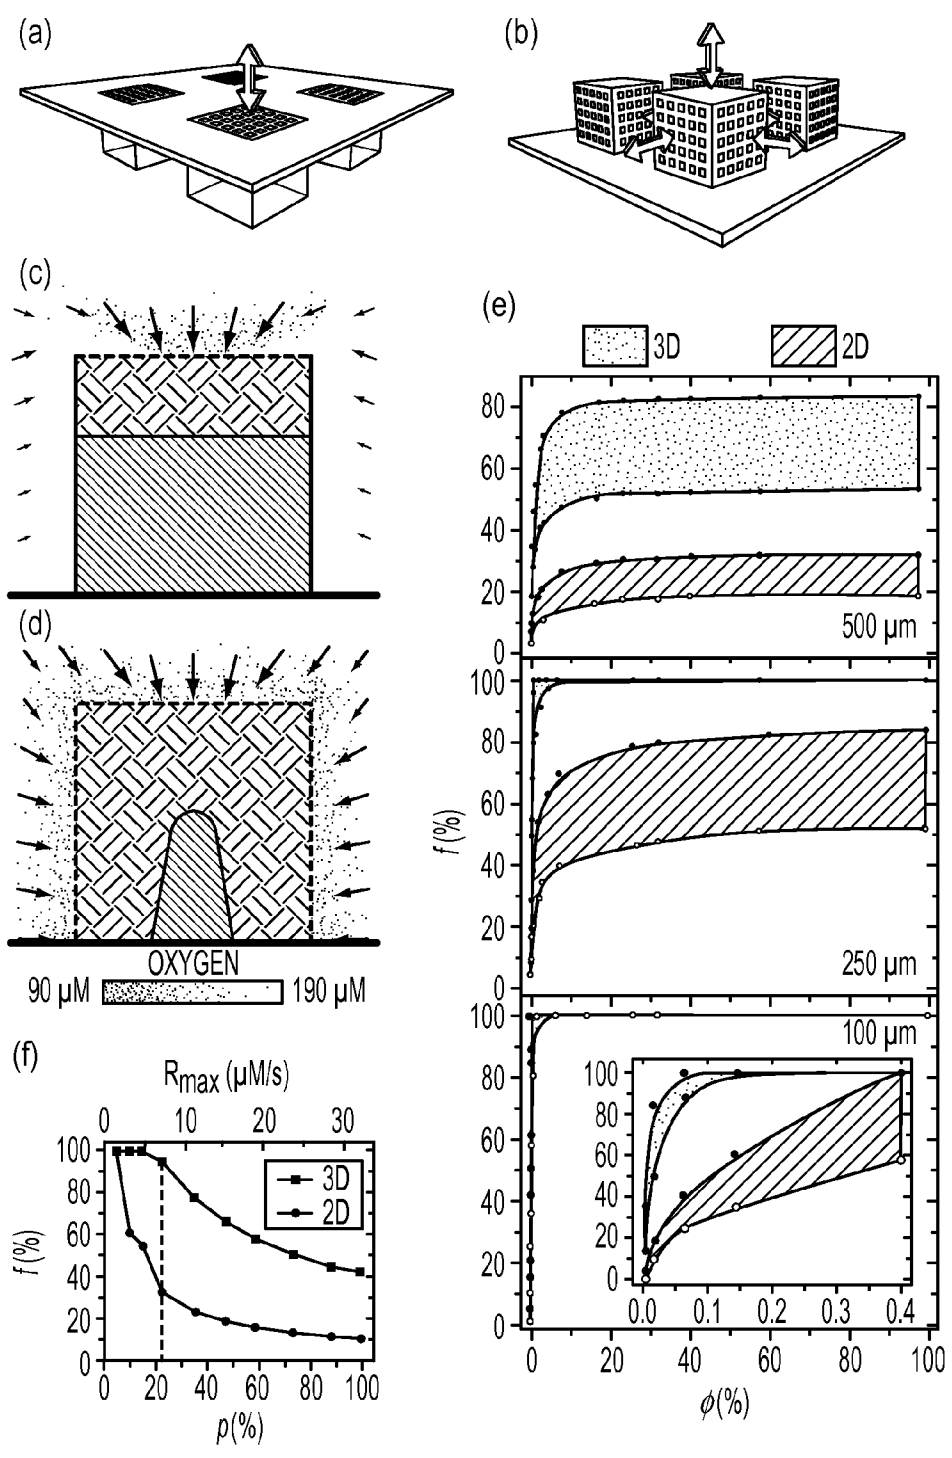 (a)
(b)
(c)
(d)
OXYGEN
90 µM 190 µM
(e)
3D 2D
80
60
40
20
0
500 µm
100
80
60
40
20
0
250 µm
100
80
60
40
20
0
100 µm
100
80
60
40
20
0
0.0 0.1 0.2 0.3 0.4
0 20 40 60 80 100
f (%)
ϕ(%)
(f)
Rmax (µM/s)
0 10 20 30
100
80
60
40
20
0
3D
2D
f (%)
0 20 40 60 80 100
p(%)